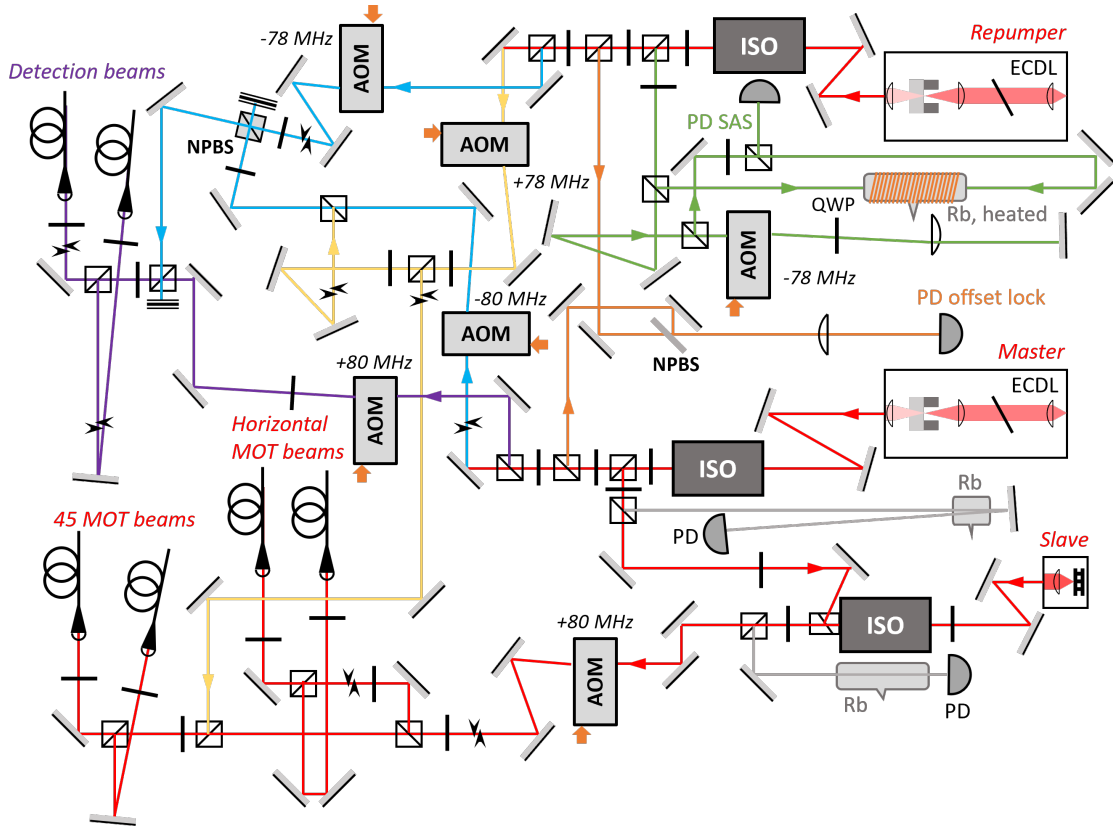 -78 MHz
AOM
ISO
Repumper
ECDL
Detection beams
PD SAS
NPBS
AOM
+78 MHz
QWP
Rb, heated
AOM
-78 MHz
-80 MHz
AOM
PD offset lock
NPBS
Master
ECDL
+80 MHz
AOM
Horizontal
MOT beams
ISO
Rb
PD
45 MOT beams
Slave
+80 MHz
AOM
ISO
Rb
PD